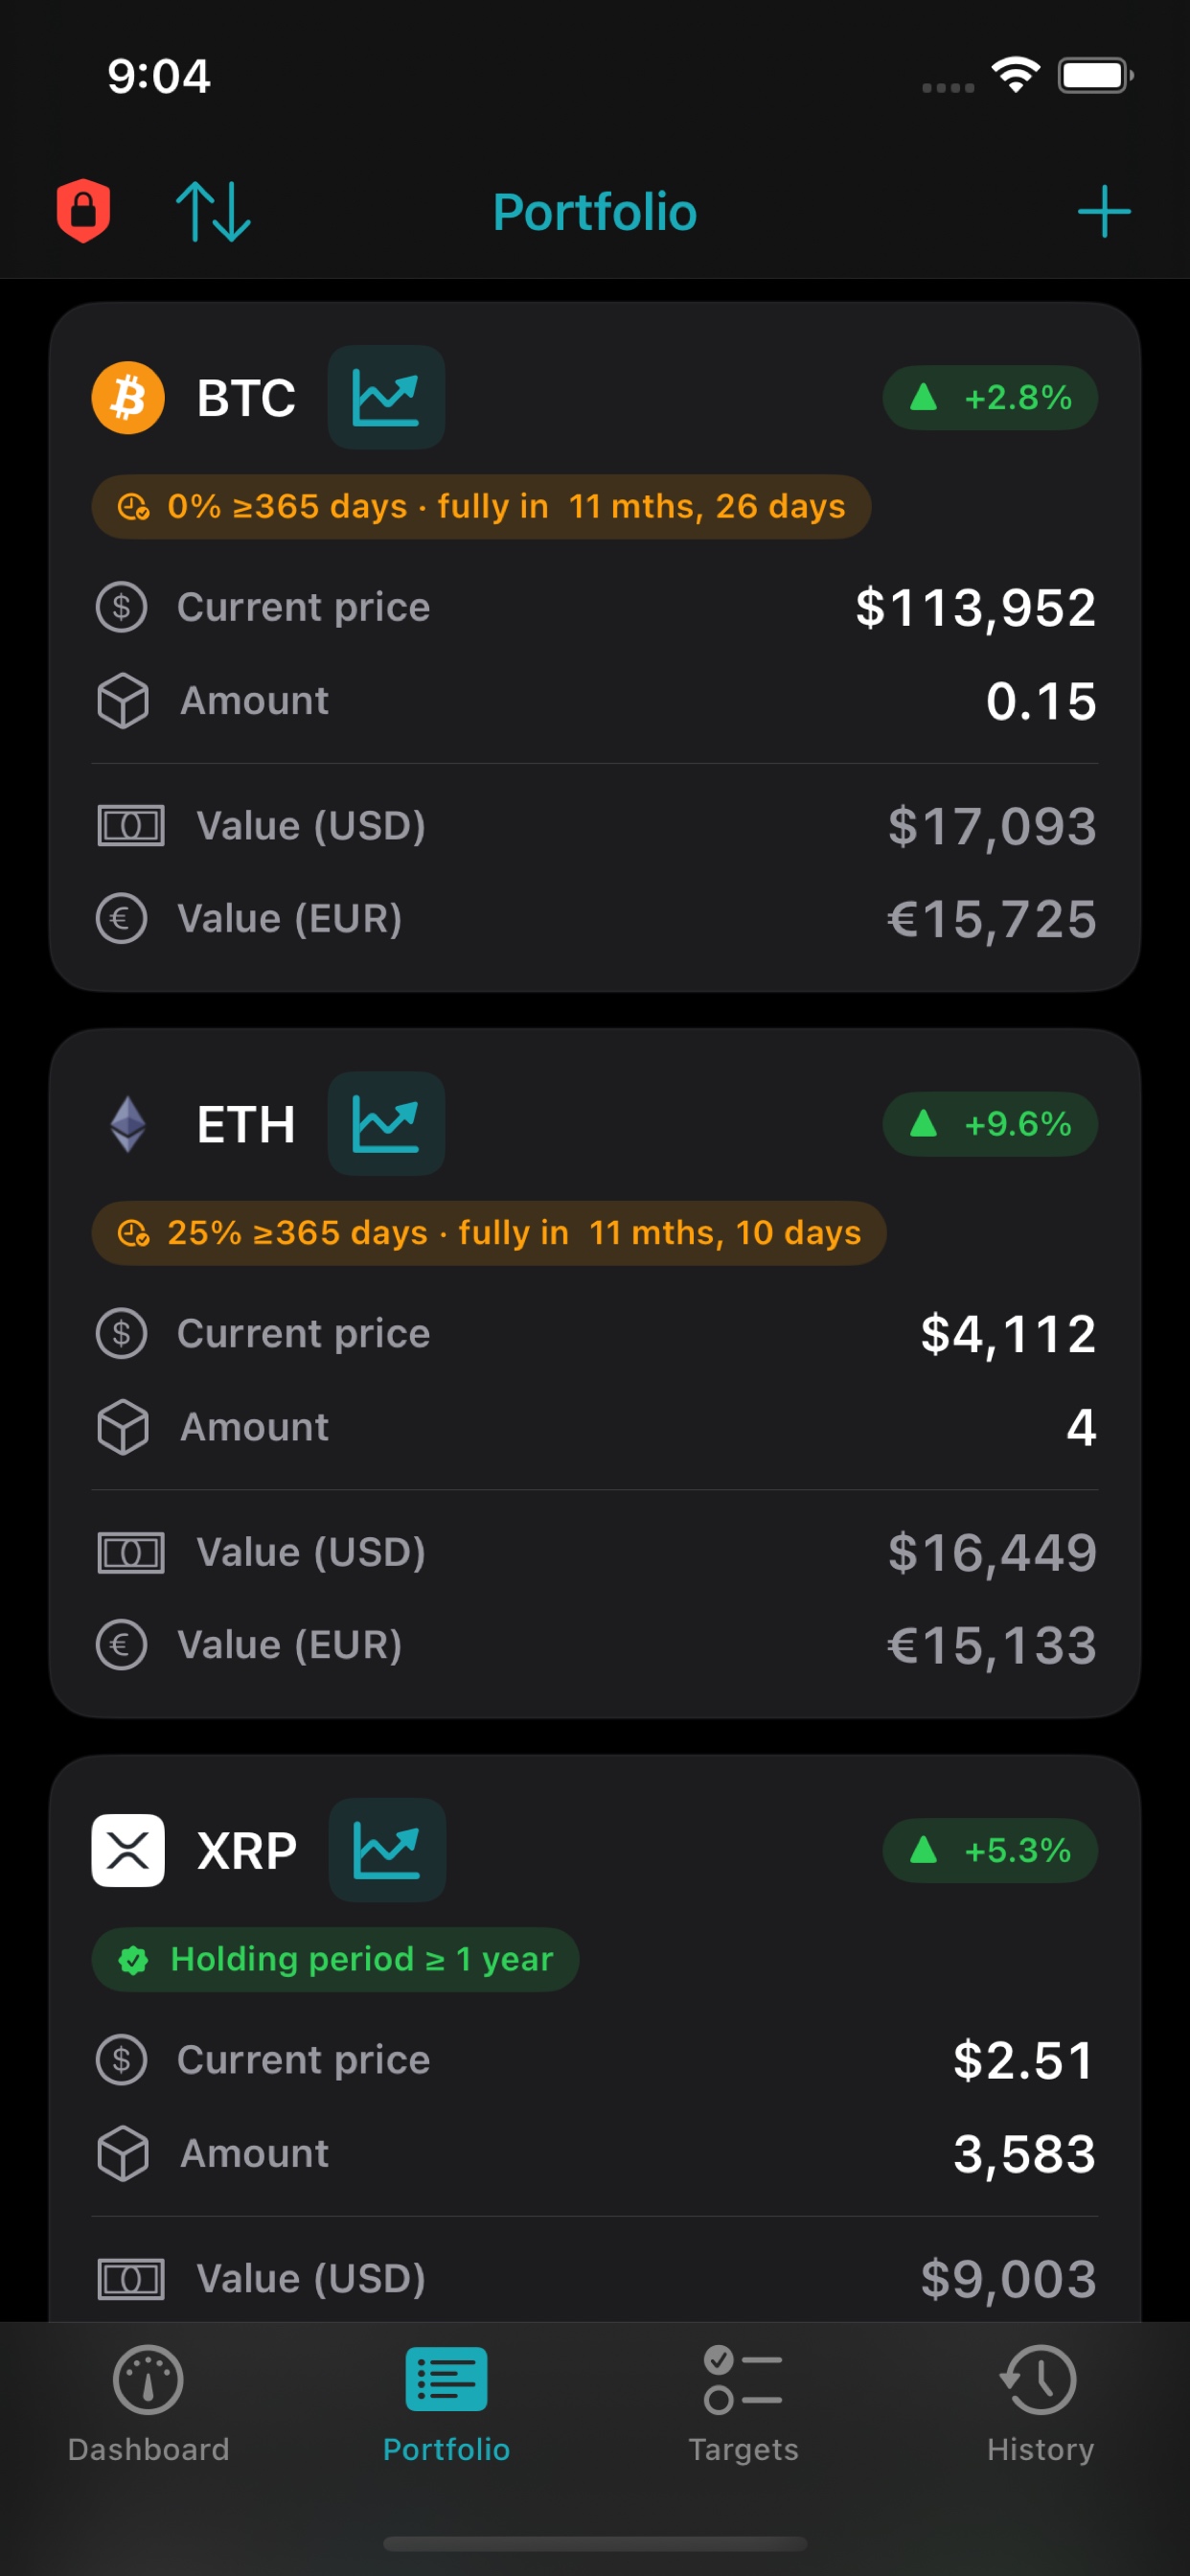 9:04
Portfolio
BTC
+2.8%
0% ≥365 days · fully in 11 mths, 26 days
Current price $113,952
Amount 0.15
Value (USD) $17,093
Value (EUR) €15,725
ETH
+9.6%
25% ≥365 days · fully in 11 mths, 10 days
Current price $4,112
Amount 4
Value (USD) $16,449
Value (EUR) €15,133
XRP
+5.3%
Holding period ≥ 1 year
Current price $2.51
Amount 3,583
Value (USD) $9,003
Dashboard Portfolio Targets History